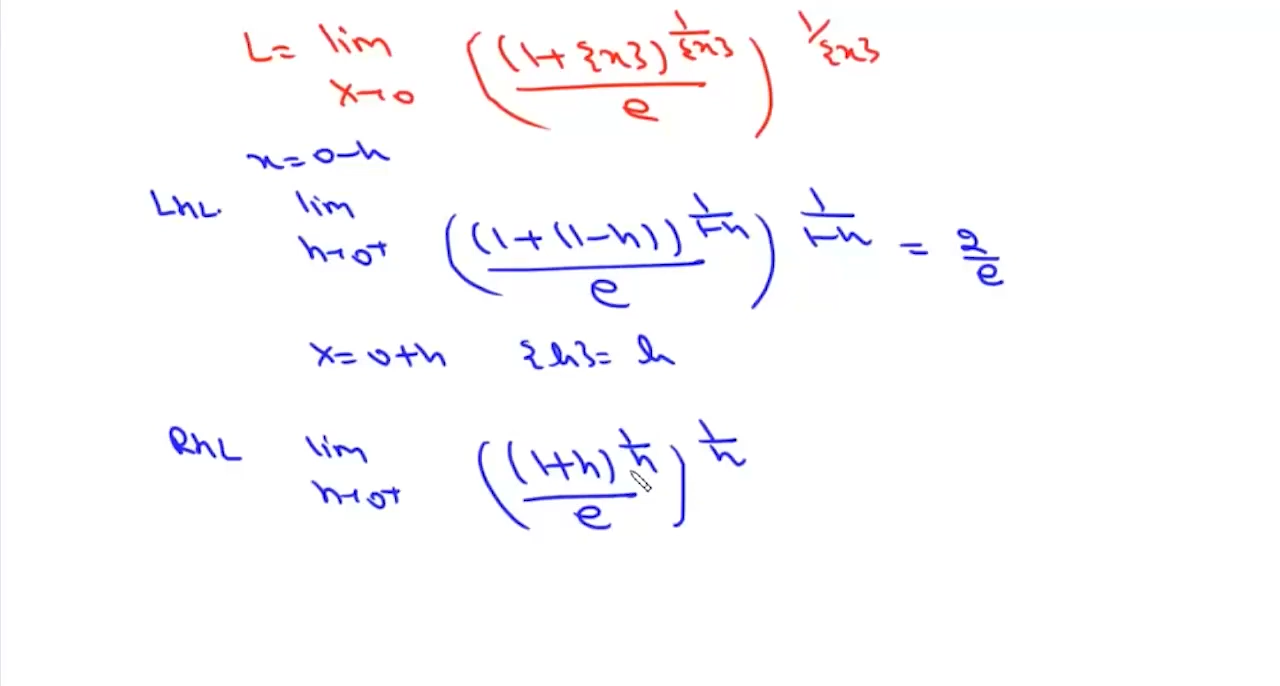 L= lim x→0 ( (1+{x})^(1/{x}) / e )^(1/{x})
x=0-h
LhL. lim h→0+ ( (1+(1-h))^(1/(1-h)) / e )^(1/(1-h)) = 2/e
x=0+h {h}= h
RhL lim h→0+ ( (1+h)^(1/h) / e )^(1/h)